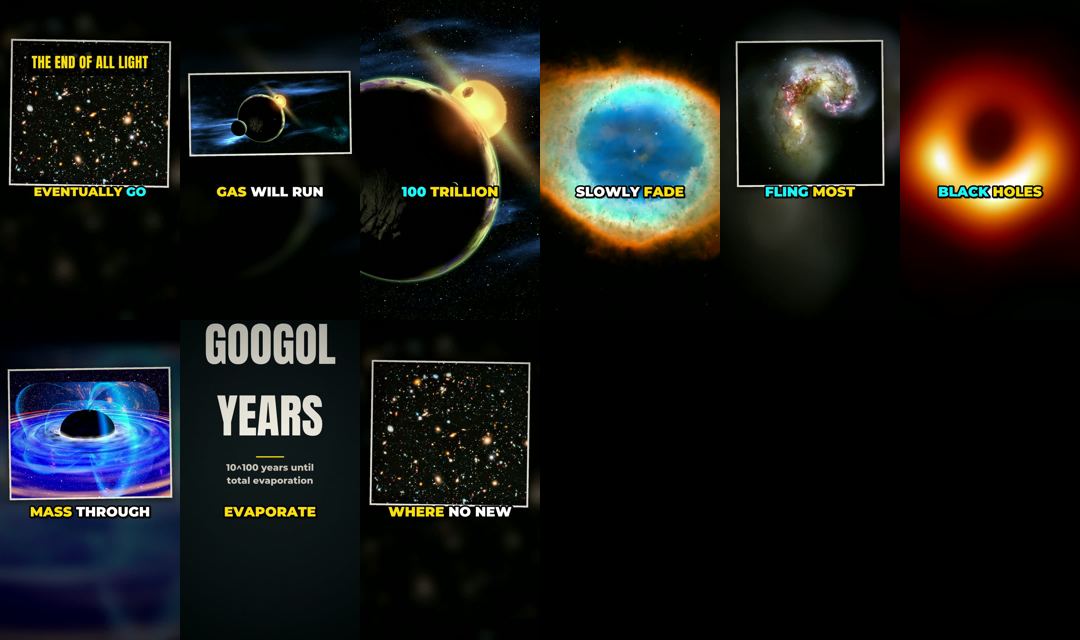 THE END OF ALL LIGHT
EVENTUALLY GO
GAS WILL RUN
100 TRILLION
SLOWLY FADE
FLING MOST
BLACK HOLES
MASS THROUGH
GOOGOL
YEARS
10^100 years until
total evaporation
EVAPORATE
WHERE NO NEW